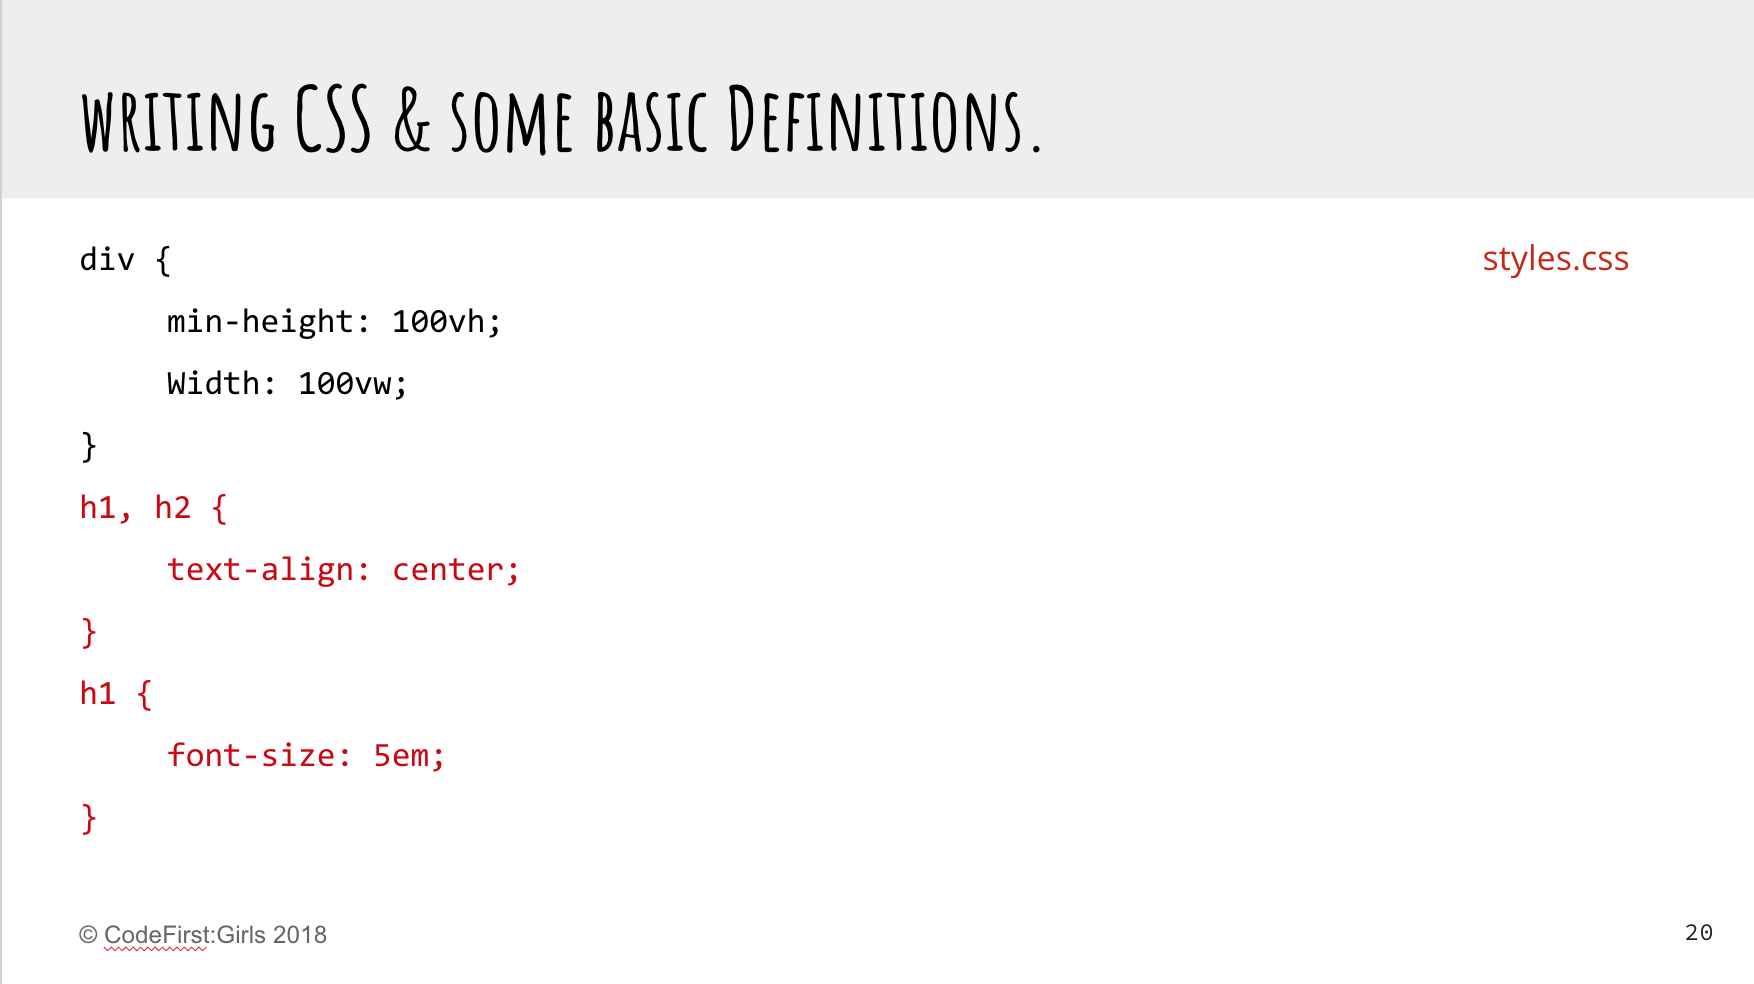 WRITING CSS & SOME BASIC DEFINITIONS.
div {
styles.css
min-height: 100vh;
Width: 100vw;
}
h1, h2 {
text-align: center;
}
h1 {
font-size: 5em;
}
© CodeFirst:Girls 2018
20